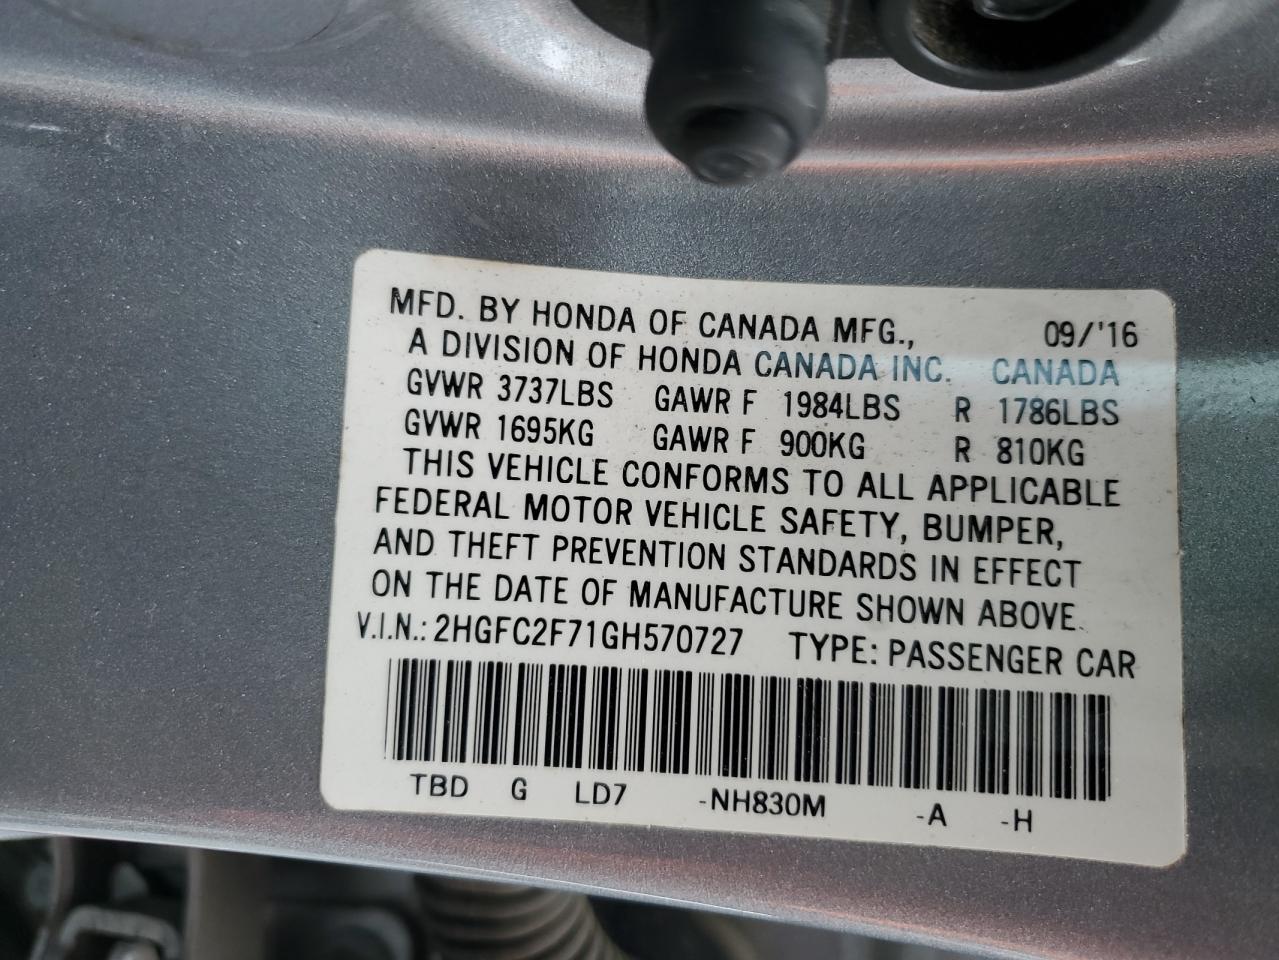 MFD. BY HONDA OF CANADA MFG., 09/'16
A DIVISION OF HONDA CANADA INC. CANADA
GVWR 3737LBS GAWR F 1984LBS R 1786LBS
GVWR 1695KG GAWR F 900KG R 810KG
THIS VEHICLE CONFORMS TO ALL APPLICABLE
FEDERAL MOTOR VEHICLE SAFETY, BUMPER,
AND THEFT PREVENTION STANDARDS IN EFFECT
ON THE DATE OF MANUFACTURE SHOWN ABOVE.
V.I.N.: 2HGFC2F71GH570727 TYPE: PASSENGER CAR
TBD G LD7 -NH830M -A -H